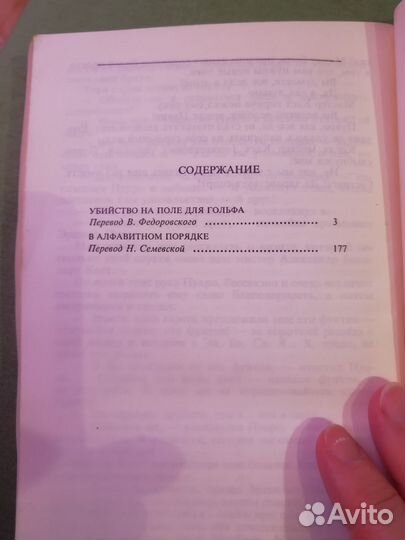 СОДЕРЖАНИЕ
УБИЙСТВО НА ПОЛЕ ДЛЯ ГОЛЬФА
Перевод В. Федоровского ........................ 3
В АЛФАВИТНОМ ПОРЯДКЕ
Перевод Н. Семевской ........................ 177
Avito